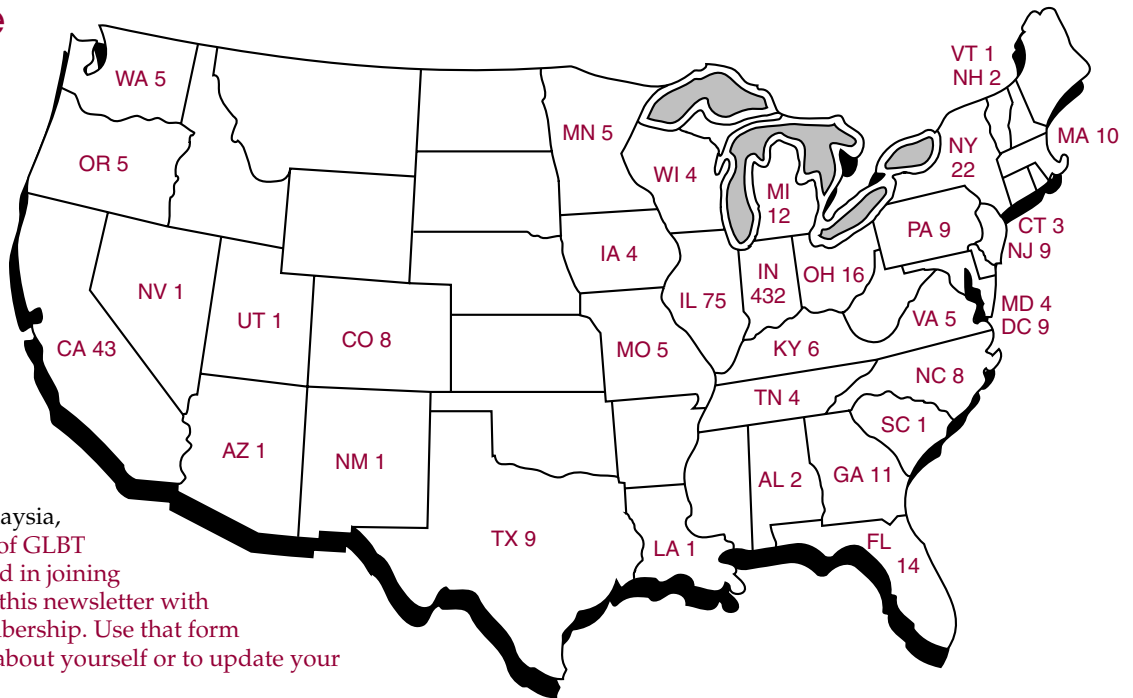 e
VT 1
NH 2
WA 5
MN 5
NY
22
MA 10
OR 5
WI 4
MI
12
PA 9
CT 3
NJ 9
IA 4
IN
432
OH 16
NV 1
IL 75
MD 4
DC 9
UT 1
CO 8
VA 5
CA 43
MO 5
KY 6
NC 8
TN 4
SC 1
AZ 1
NM 1
AL 2
GA 11
TX 9
LA 1
FL
14
aysia,
of GLBT
d in joining
this newsletter with
bership. Use that form
about yourself or to update your